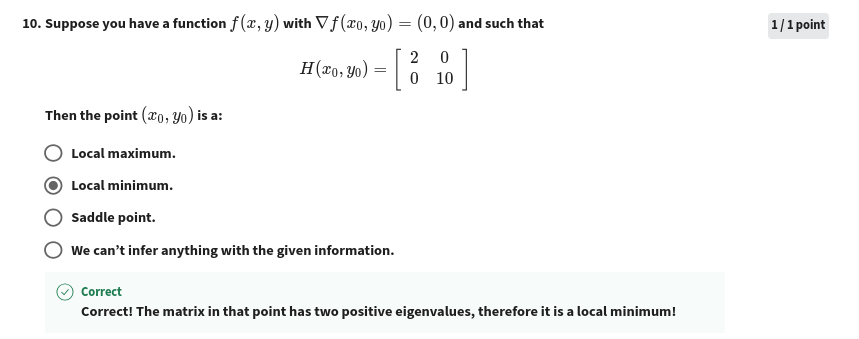 10. Suppose you have a function f(x, y) with ∇f(x₀, y₀) = (0, 0) and such that
1 / 1 point
H(x₀, y₀) = [ 2 0
0 10 ]
Then the point (x₀, y₀) is a:
Local maximum.
Local minimum.
Saddle point.
We can’t infer anything with the given information.
Correct
Correct! The matrix in that point has two positive eigenvalues, therefore it is a local minimum!